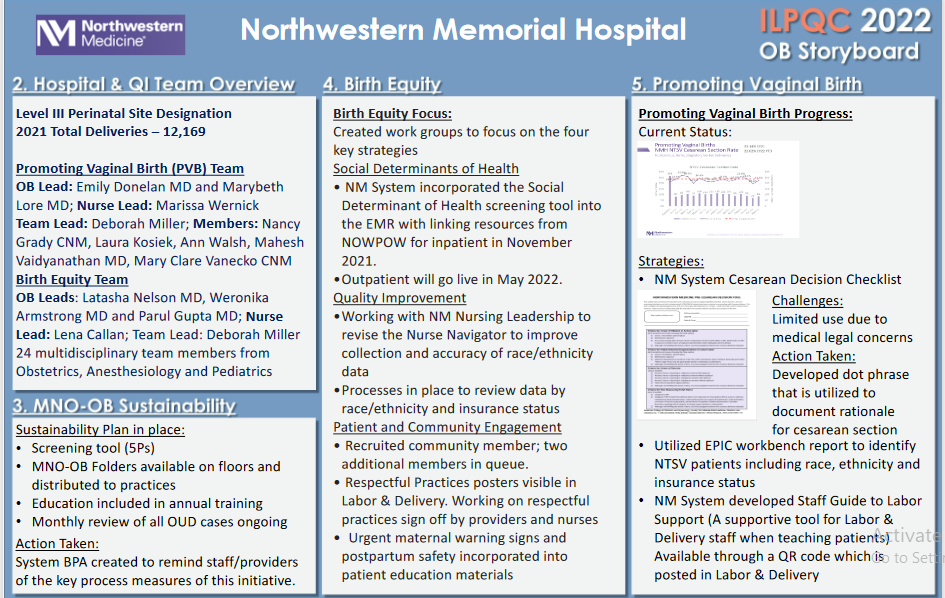 Northwestern
Medicine
Northwestern Memorial Hospital
ILPQC 2022
OB Storyboard
2. Hospital & QI Team Overview
Level III Perinatal Site Designation
2021 Total Deliveries – 12,169
Promoting Vaginal Birth (PVB) Team
OB Lead: Emily Donelan MD and Marybeth
Lore MD; Nurse Lead: Marissa Wernick
Team Lead: Deborah Miller; Members: Nancy
Grady CNM, Laura Kosiek, Ann Walsh, Mahesh
Vaidyanathan MD, Mary Clare Vanecko CNM
Birth Equity Team
OB Leads: Latasha Nelson MD, Weronika
Armstrong MD and Parul Gupta MD; Nurse
Lead: Lena Callan; Team Lead: Deborah Miller
24 multidisciplinary team members from
Obstetrics, Anesthesiology and Pediatrics
3. MNO-OB Sustainability
Sustainability Plan in place:
• Screening tool (5Ps)
• MNO-OB Folders available on floors and
distributed to practices
• Education included in annual training
• Monthly review of all OUD cases ongoing
Action Taken:
System BPA created to remind staff/providers
of the key process measures of this initiative.
4. Birth Equity
Birth Equity Focus:
Created work groups to focus on the four
key strategies
Social Determinants of Health
• NM System incorporated the Social
Determinant of Health screening tool into
the EMR with linking resources from
NOWPOW for inpatient in November
2021.
•Outpatient will go live in May 2022.
Quality Improvement
•Working with NM Nursing Leadership to
revise the Nurse Navigator to improve
collection and accuracy of race/ethnicity
data
•Processes in place to review data by
race/ethnicity and insurance status
Patient and Community Engagement
• Recruited community member; two
additional members in queue.
• Respectful Practices posters visible in
Labor & Delivery. Working on respectful
practices sign off by providers and nurses
• Urgent maternal warning signs and
postpartum safety incorporated into
patient education materials
5. Promoting Vaginal Birth
Promoting Vaginal Birth Progress:
Current Status:
Promoting Vaginal Births
NMH NTSV Cesarean Section Rate
Strategies:
• NM System Cesarean Decision Checklist
Challenges:
Limited use due to
medical legal concerns
Action Taken:
Developed dot phrase
that is utilized to
document rationale
for cesarean section
• Utilized EPIC workbench report to identify
NTSV patients including race, ethnicity and
insurance status
• NM System developed Staff Guide to Labor
Support (A supportive tool for Labor &
Delivery staff when teaching patients)
Available through a QR code which is
posted in Labor & Delivery
Activate
Go to Sett